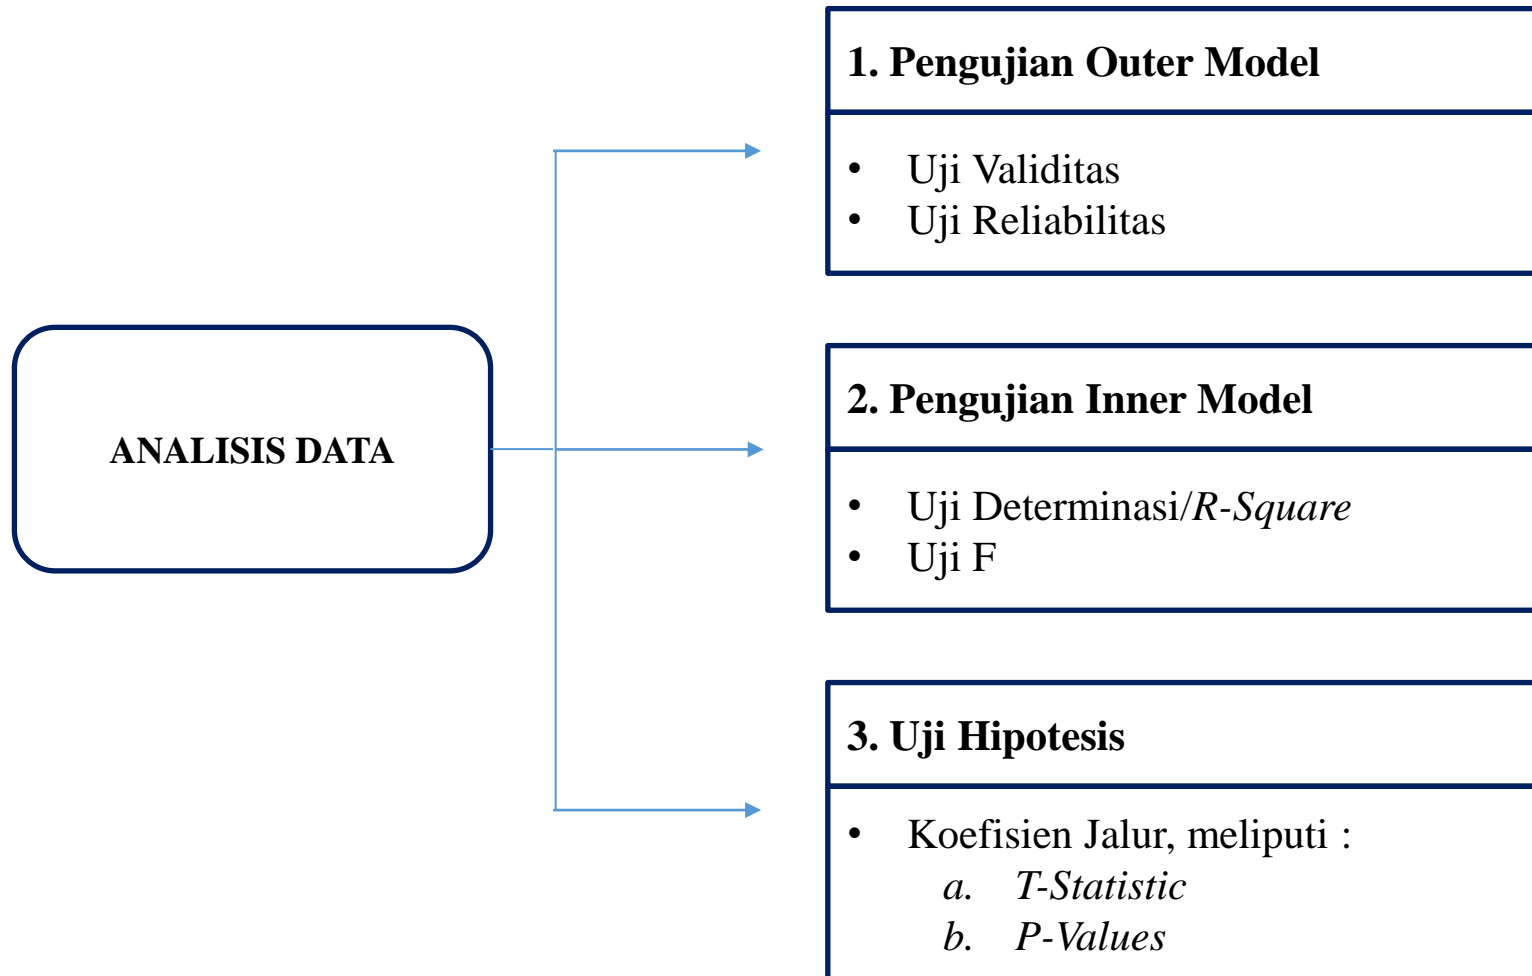 ANALISIS DATA
1. Pengujian Outer Model
• Uji Validitas
• Uji Reliabilitas
2. Pengujian Inner Model
• Uji Determinasi/R-Square
• Uji F
3. Uji Hipotesis
• Koefisien Jalur, meliputi :
a. T-Statistic
b. P-Values